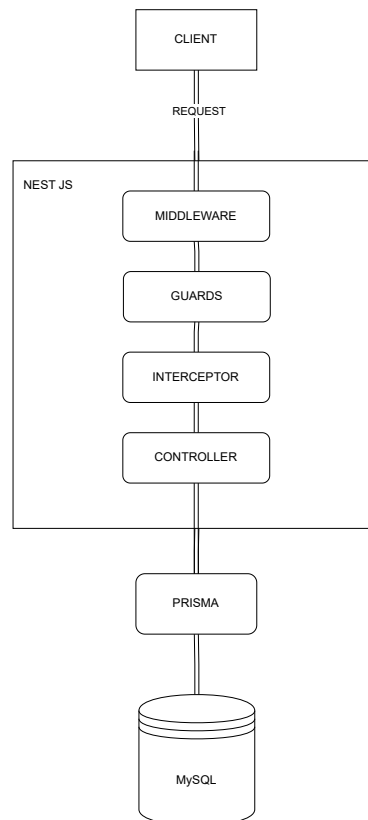 CLIENT
REQUEST
NEST JS
MIDDLEWARE
GUARDS
INTERCEPTOR
CONTROLLER
PRISMA
MySQL